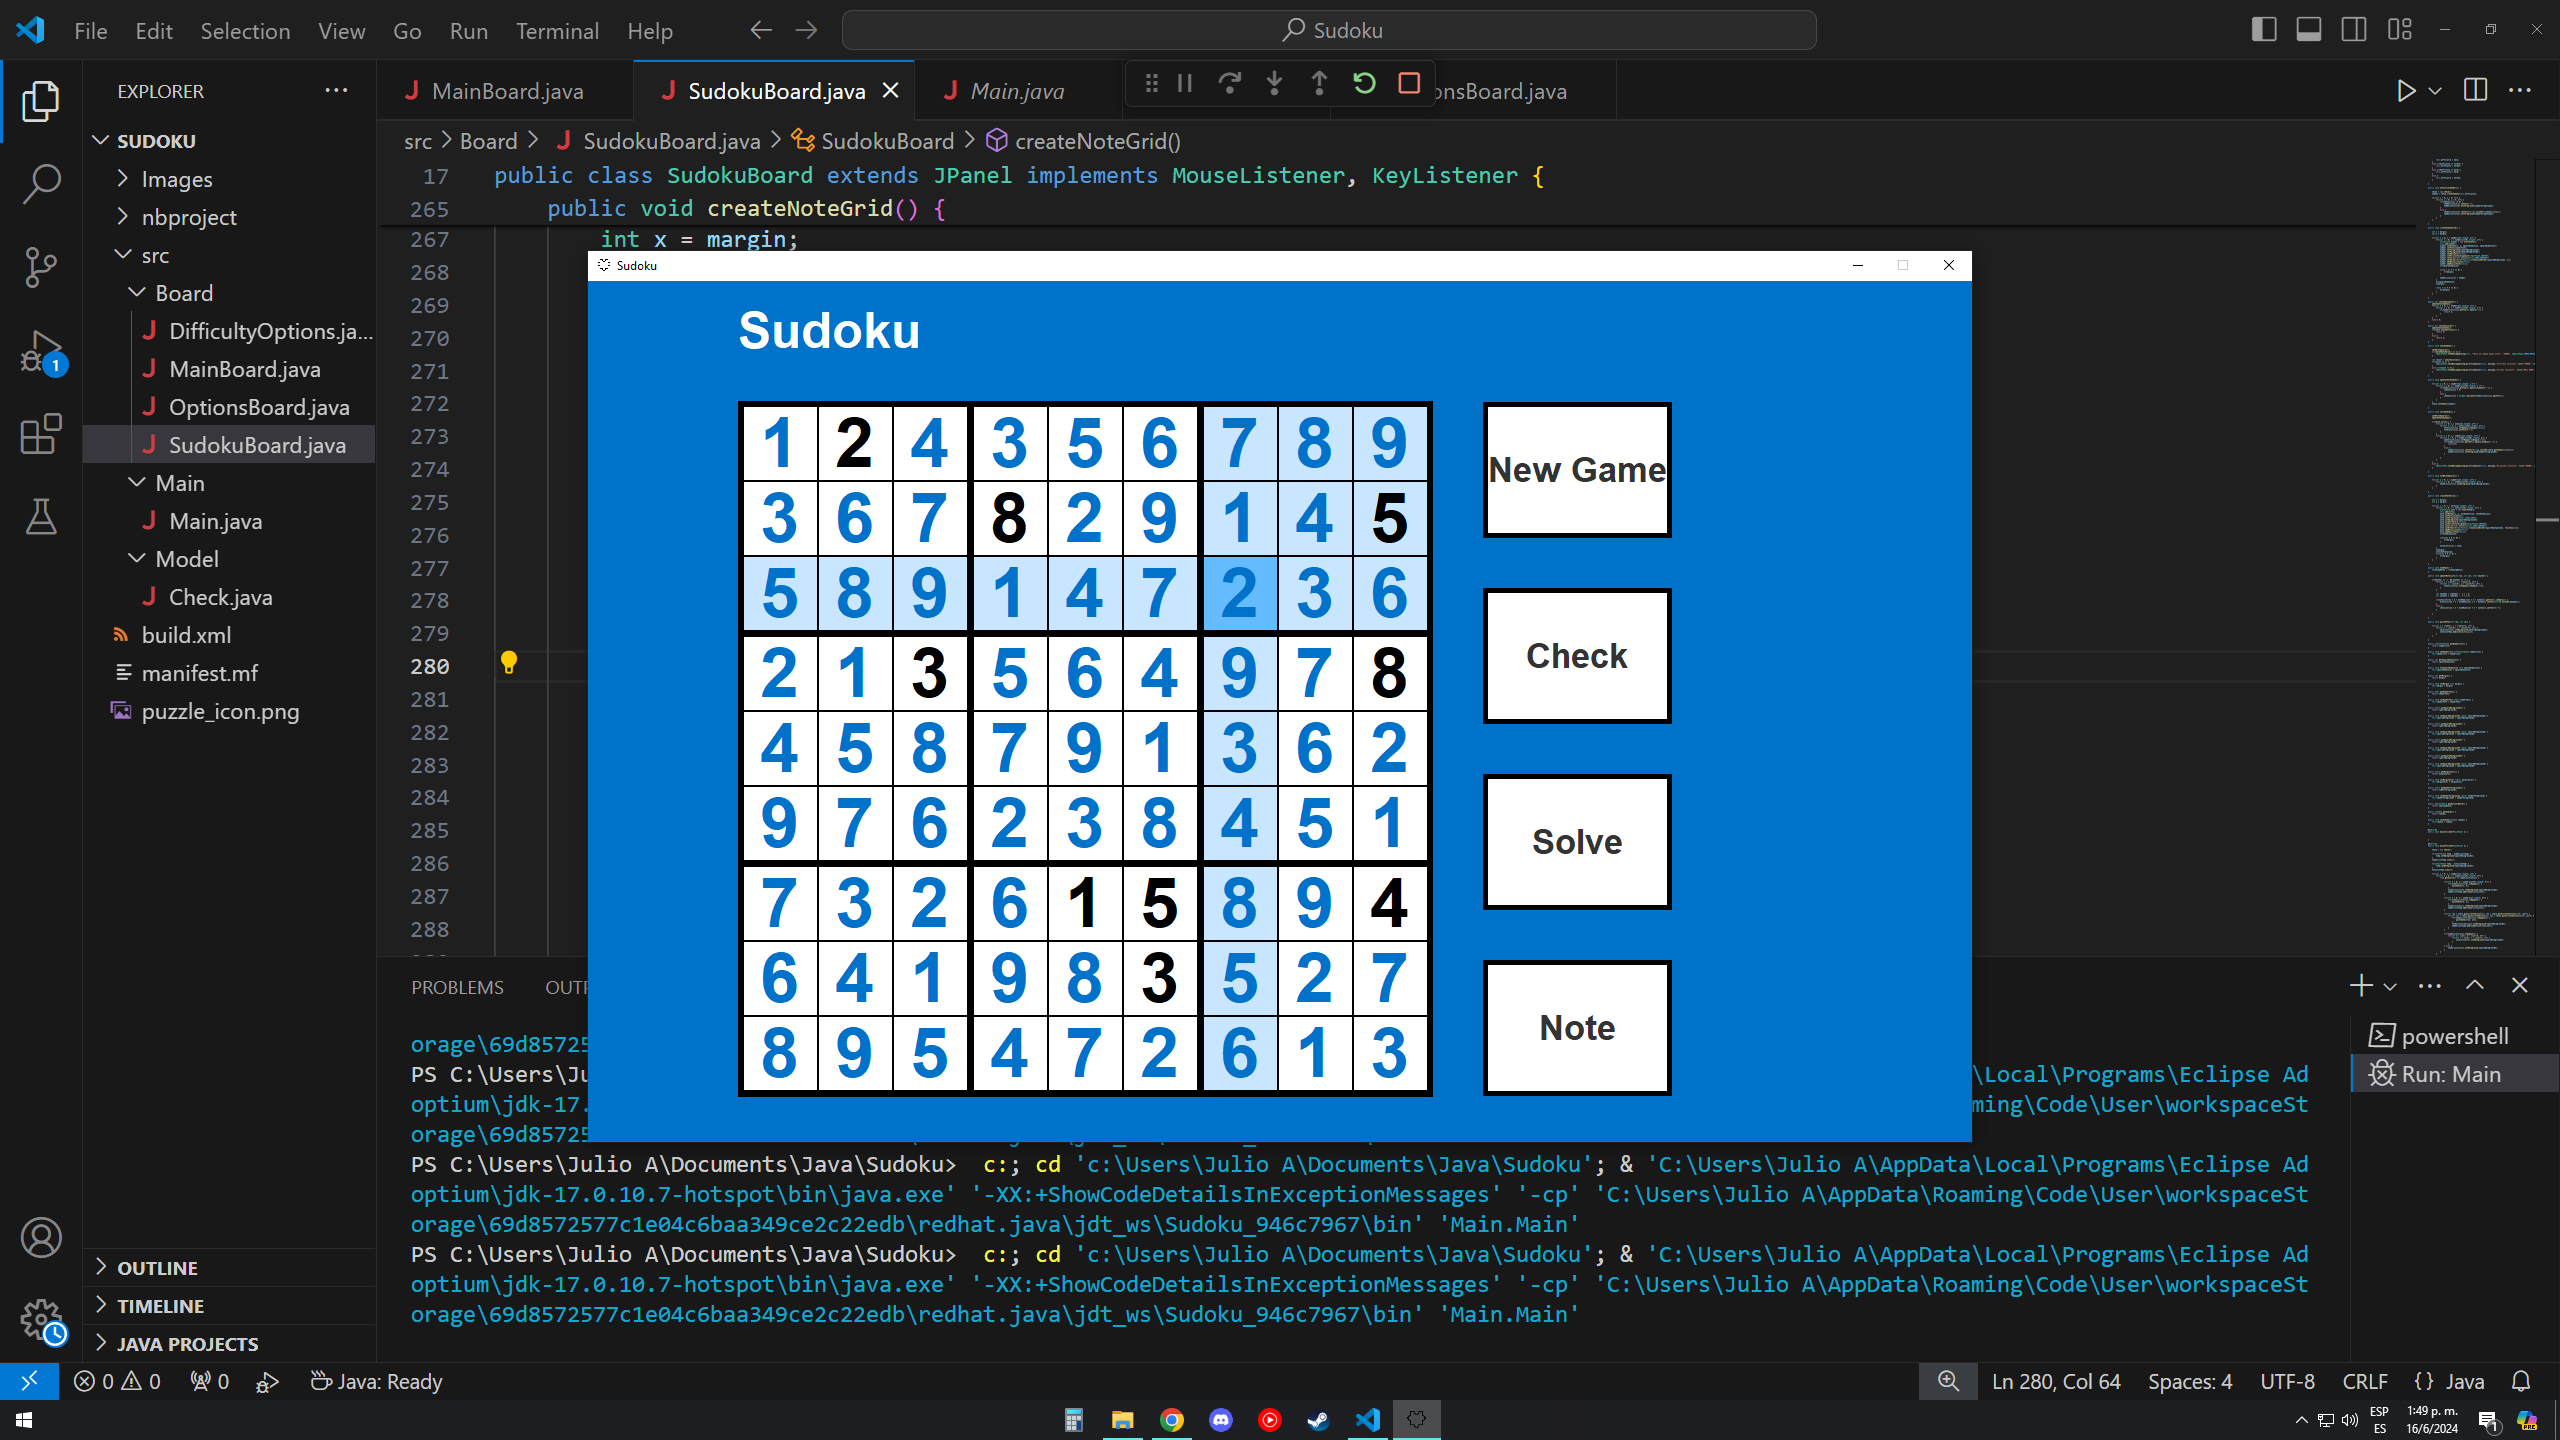 File Edit Selection View Go Run Terminal Help
Sudoku
EXPLORER
MainBoard.java
SudokuBoard.java
Main.java
onsBoard.java
SUDOKU
Images
nbproject
src
Board
DifficultyOptions.ja...
MainBoard.java
OptionsBoard.java
SudokuBoard.java
Main
Main.java
Model
Check.java
build.xml
manifest.mf
puzzle_icon.png
OUTLINE
TIMELINE
JAVA PROJECTS
src > Board > SudokuBoard.java > SudokuBoard > createNoteGrid()
17 public class SudokuBoard extends JPanel implements MouseListener, KeyListener {
265 public void createNoteGrid() {
267 int x = margin;
268
269
270
271
272
273
274
275
276
277
278
279
280
281
282
283
284
285
286
287
288
Sudoku
Sudoku
1 2 4 3 5 6 7 8 9
3 6 7 8 2 9 1 4 5
5 8 9 1 4 7 2 3 6
2 1 3 5 6 4 9 7 8
4 5 8 7 9 1 3 6 2
9 7 6 2 3 8 4 5 1
7 3 2 6 1 5 8 9 4
6 4 1 9 8 3 5 2 7
8 9 5 4 7 2 6 1 3
New Game
Check
Solve
Note
PROBLEMS OUTP
orage\69d85725
PS C:\Users\Ju \Local\Programs\Eclipse Ad
optium\jdk-17. ming\Code\User\workspaceSt
orage\69d85725
PS C:\Users\Julio A\Documents\Java\Sudoku> c:; cd 'c:\Users\Julio A\Documents\Java\Sudoku'; & 'C:\Users\Julio A\AppData\Local\Programs\Eclipse Ad
optium\jdk-17.0.10.7-hotspot\bin\java.exe' '-XX:+ShowCodeDetailsInExceptionMessages' '-cp' 'C:\Users\Julio A\AppData\Roaming\Code\User\workspaceSt
orage\69d8572577c1e04c6baa349ce2c22edb\redhat.java\jdt_ws\Sudoku_946c7967\bin' 'Main.Main'
PS C:\Users\Julio A\Documents\Java\Sudoku> c:; cd 'c:\Users\Julio A\Documents\Java\Sudoku'; & 'C:\Users\Julio A\AppData\Local\Programs\Eclipse Ad
optium\jdk-17.0.10.7-hotspot\bin\java.exe' '-XX:+ShowCodeDetailsInExceptionMessages' '-cp' 'C:\Users\Julio A\AppData\Roaming\Code\User\workspaceSt
orage\69d8572577c1e04c6baa349ce2c22edb\redhat.java\jdt_ws\Sudoku_946c7967\bin' 'Main.Main'
powershell
Run: Main
1
0 0 0 Java: Ready
Ln 280, Col 64 Spaces: 4 UTF-8 CRLF {} Java
ESP
ES
1:49 p. m.
16/6/2024
1
PRE